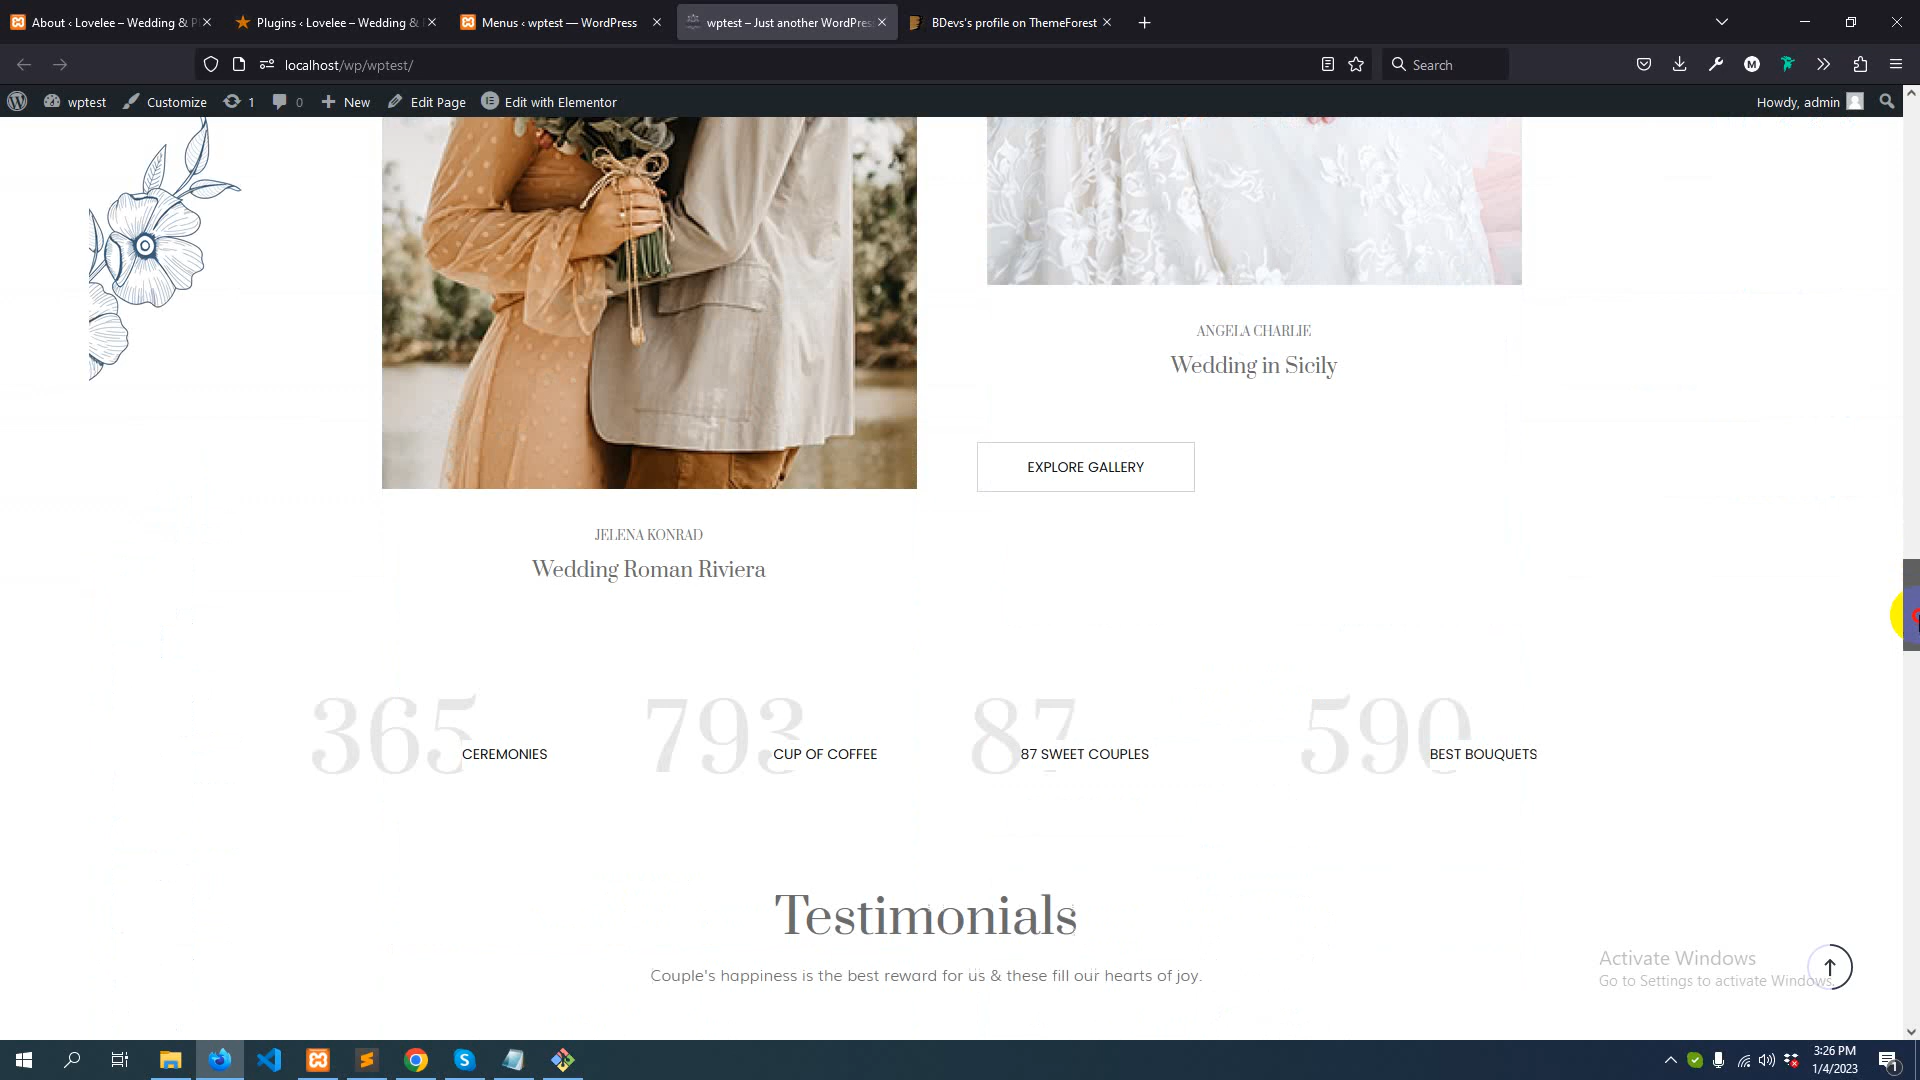 About ‹ Lovelee – Wedding & P
Plugins ‹ Lovelee – Wedding &
Menus ‹ wptest — WordPress
wptest – Just another WordPress
BDevs's profile on ThemeForest
localhost/wp/wptest/
Search
wptest
Customize
1
0
New
Edit Page
Edit with Elementor
Howdy, admin
ANGELA CHARLIE
Wedding in Sicily
EXPLORE GALLERY
JELENA KONRAD
Wedding Roman Riviera
365
CEREMONIES
793
CUP OF COFFEE
87
87 SWEET COUPLES
590
BEST BOUQUETS
Testimonials
Couple's happiness is the best reward for us & these fill our hearts of joy.
Activate Windows
Go to Settings to activate Windows.
3:26 PM
1/4/2023
1